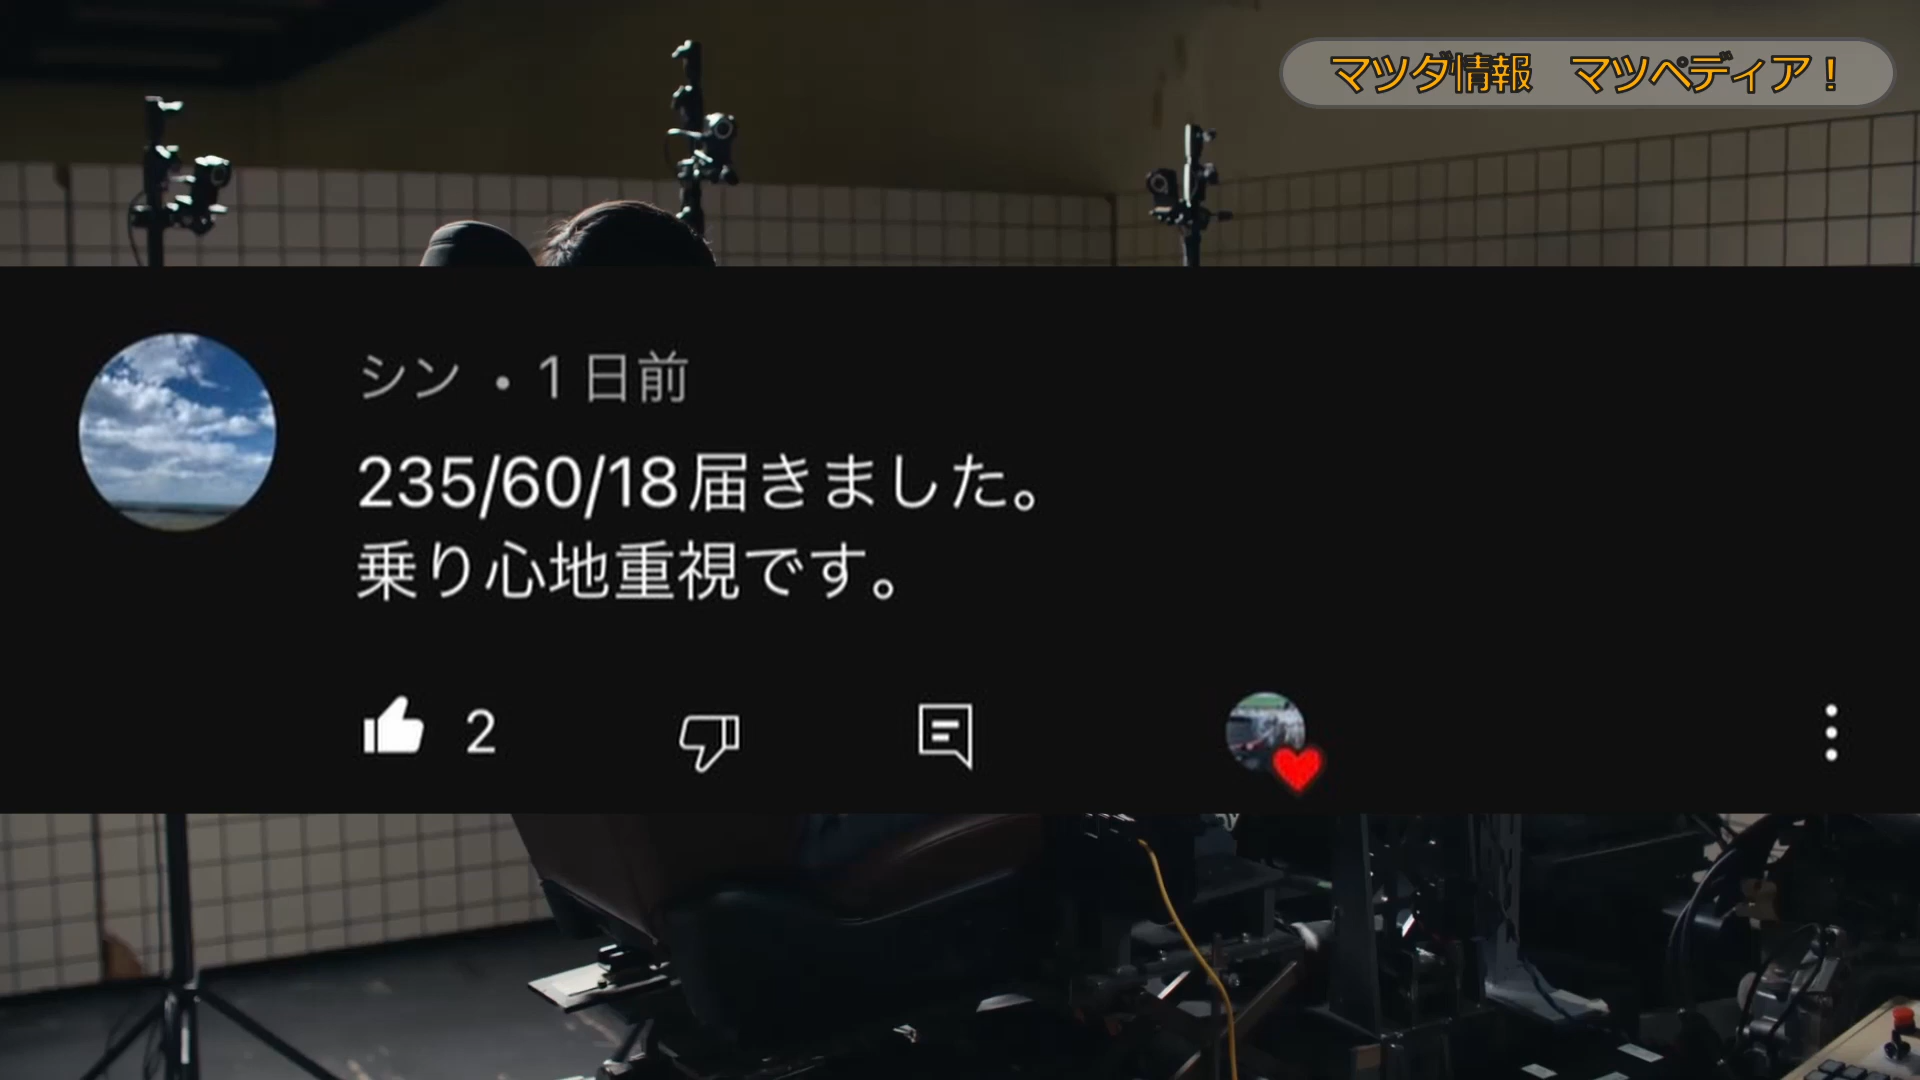 マツダ情報　マツペディア！
シン・1日前
235/60/18届きました。
乗り心地重視です。
2